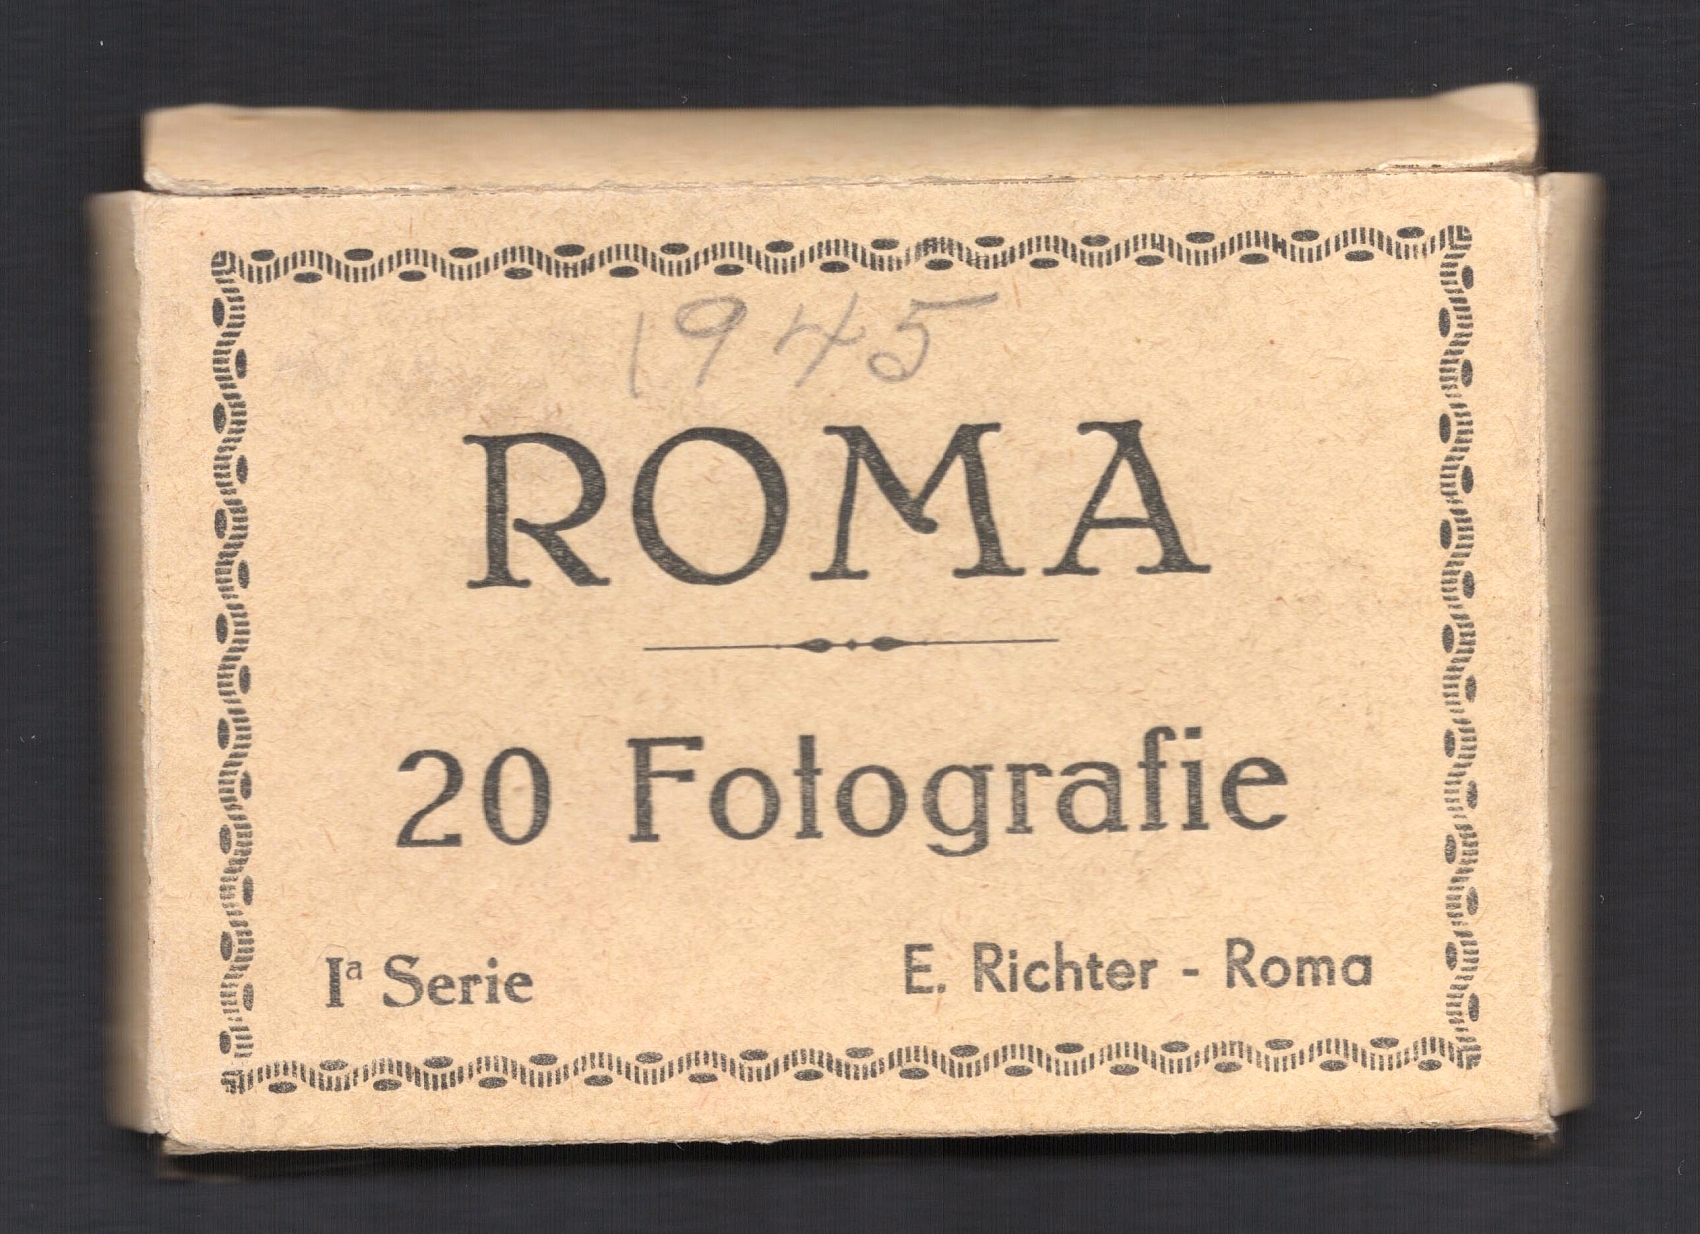 1945
ROMA
20 Fotografie
Iª Serie
E. Richter - Roma